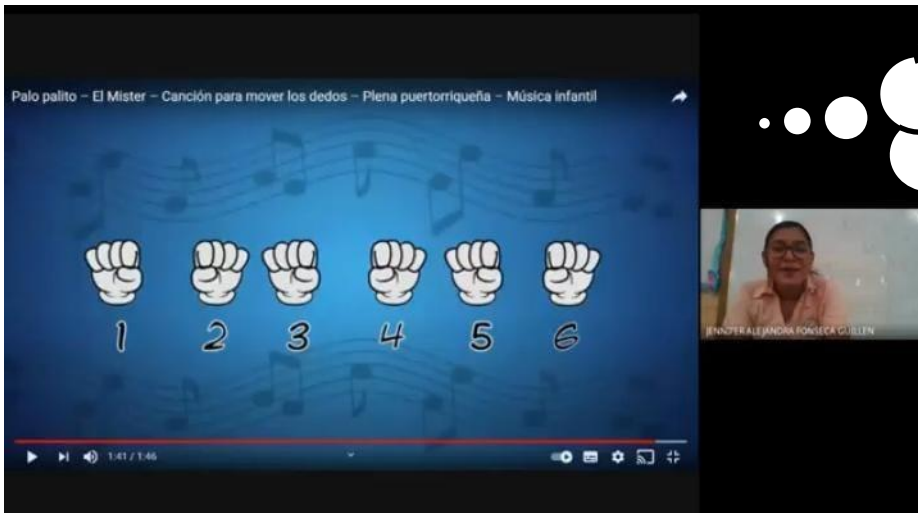 Palo palito – El Mister – Canción para mover los dedos – Plena puertorriqueña – Música infantil
1 2 3 4 5 6
JENNIFER ALEJANDRA FONSECA GUILLEN
1:41 / 1:46